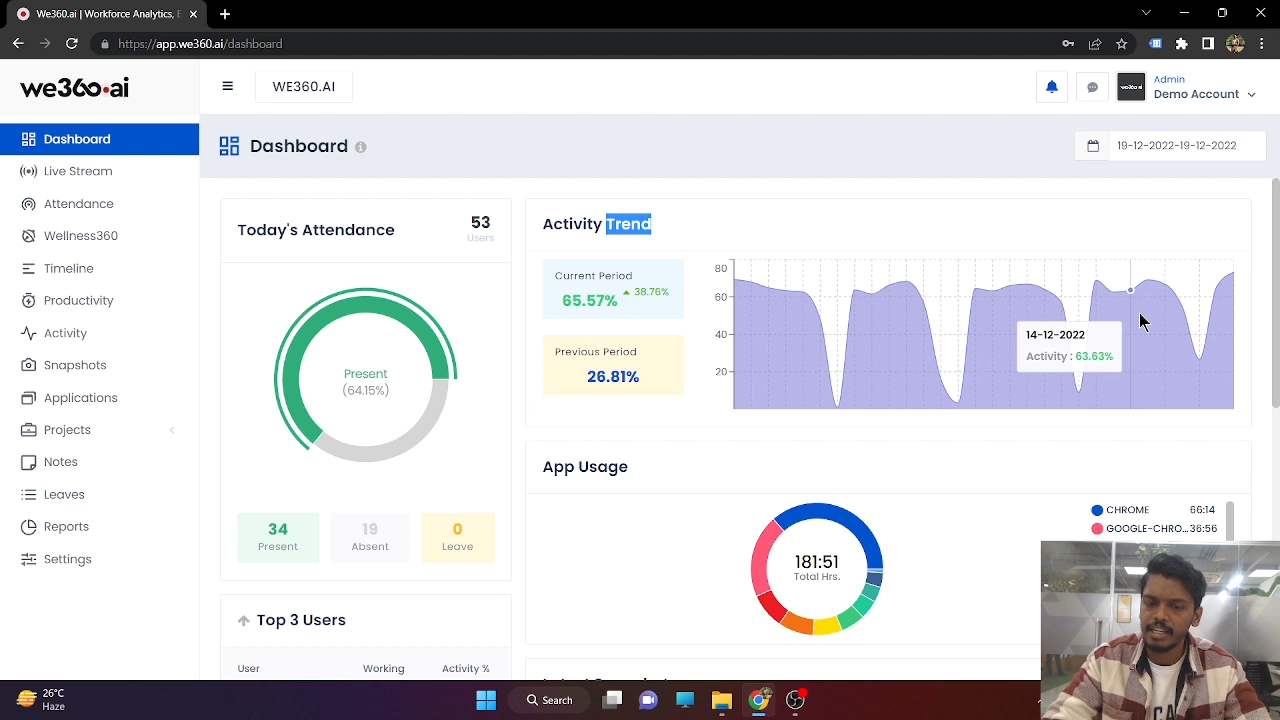 We360.ai | Workforce Analytics, E
https://app.we360.ai/dashboard
we360.ai
WE360.AI
Admin
Demo Account
Dashboard
Live Stream
Attendance
Wellness360
Timeline
Productivity
Activity
Snapshots
Applications
Projects
Notes
Leaves
Reports
Settings
Dashboard
19-12-2022-19-12-2022
Today's Attendance
53
Users
Present
(64.15%)
34
Present
19
Absent
0
Leave
Top 3 Users
User Working Activity %
Activity Trend
Current Period
65.57% 38.76%
Previous Period
26.81%
80
60
40
20
14-12-2022
Activity : 63.63%
App Usage
181:51
Total Hrs.
CHROME 66:14
GOOGLE-CHRO... 36:56
26°C
Haze
Search